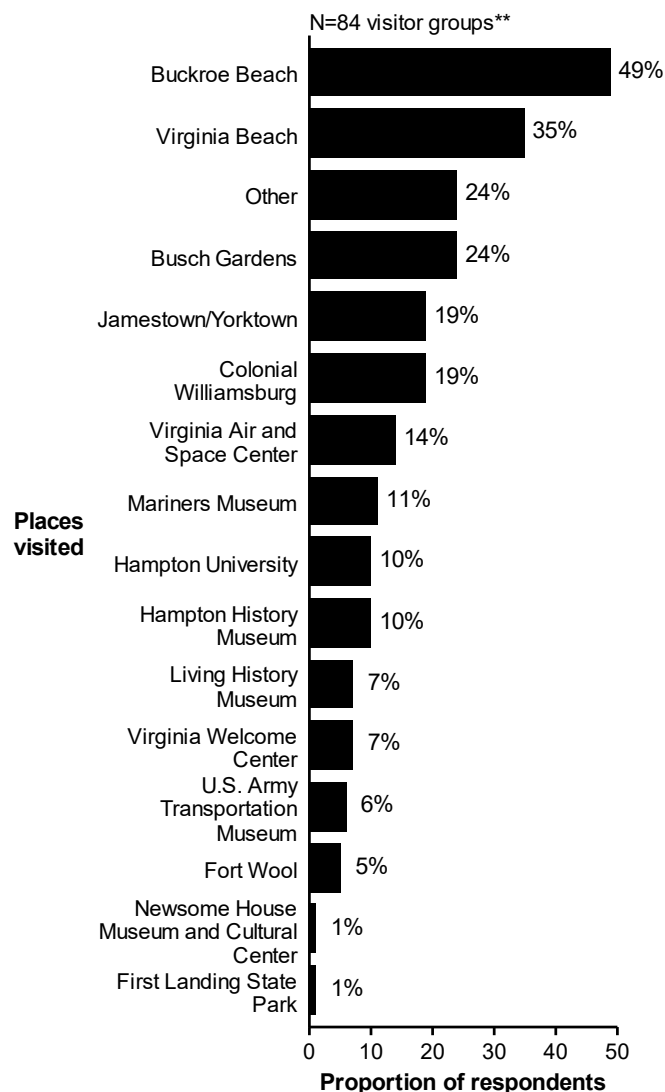 N=84 visitor groups**
Buckroe Beach
49%
Virginia Beach
35%
Other
24%
Busch Gardens
24%
Jamestown/Yorktown
19%
Colonial
Williamsburg
19%
Virginia Air and
Space Center
14%
Mariners Museum
11%
Places
visited
Hampton University
10%
Hampton History
Museum
10%
Living History
Museum
7%
Virginia Welcome
Center
7%
U.S. Army
Transportation
Museum
6%
Fort Wool
5%
Newsome House
Museum and Cultural
Center
1%
First Landing State
Park
1%
0 10 20 30 40 50
Proportion of respondents